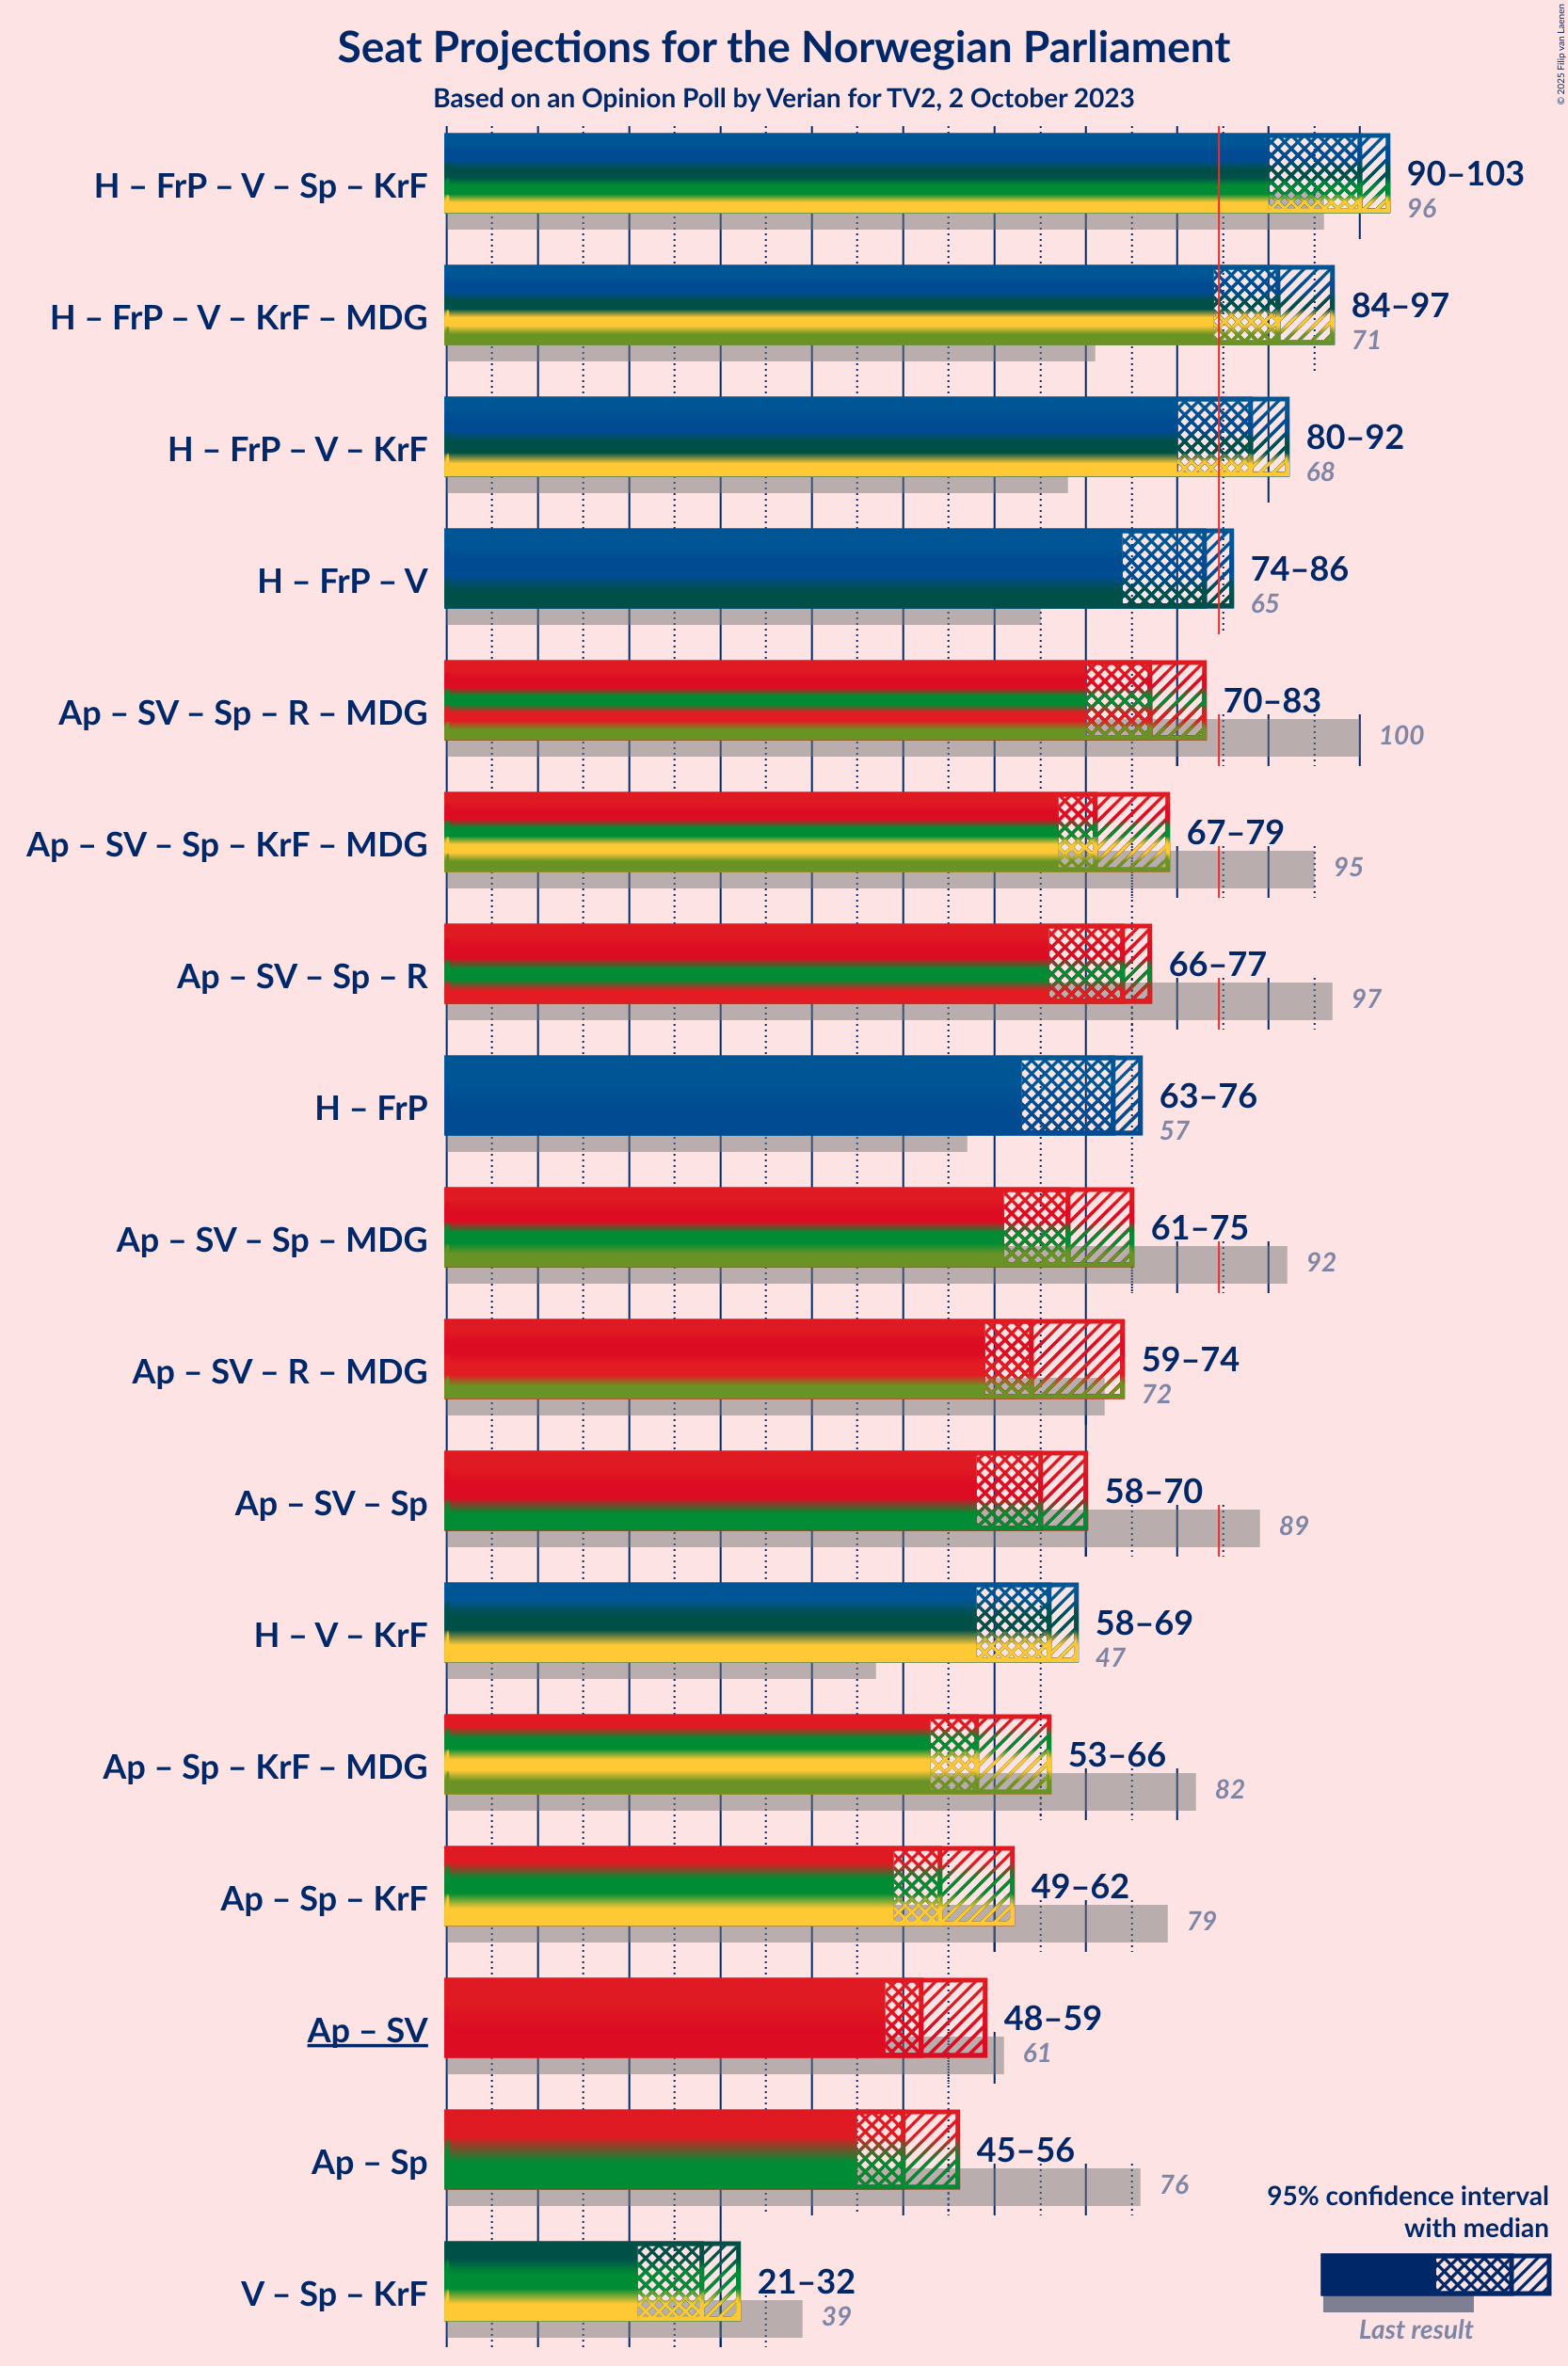 Seat Projections for the Norwegian Parliament
Based on an Opinion Poll by Verian for TV2, 2 October 2023
© 2025 Filip van Laenen
H – FrP – V – Sp – KrF
90–103
96
H – FrP – V – KrF – MDG
84–97
71
H – FrP – V – KrF
80–92
68
H – FrP – V
74–86
65
Ap – SV – Sp – R – MDG
70–83
100
Ap – SV – Sp – KrF – MDG
67–79
95
Ap – SV – Sp – R
66–77
97
H – FrP
63–76
57
Ap – SV – Sp – MDG
61–75
92
Ap – SV – R – MDG
59–74
72
Ap – SV – Sp
58–70
89
H – V – KrF
58–69
47
Ap – Sp – KrF – MDG
53–66
82
Ap – Sp – KrF
49–62
79
Ap – SV
48–59
61
Ap – Sp
45–56
76
V – Sp – KrF
21–32
39
95% confidence interval
with median
Last result